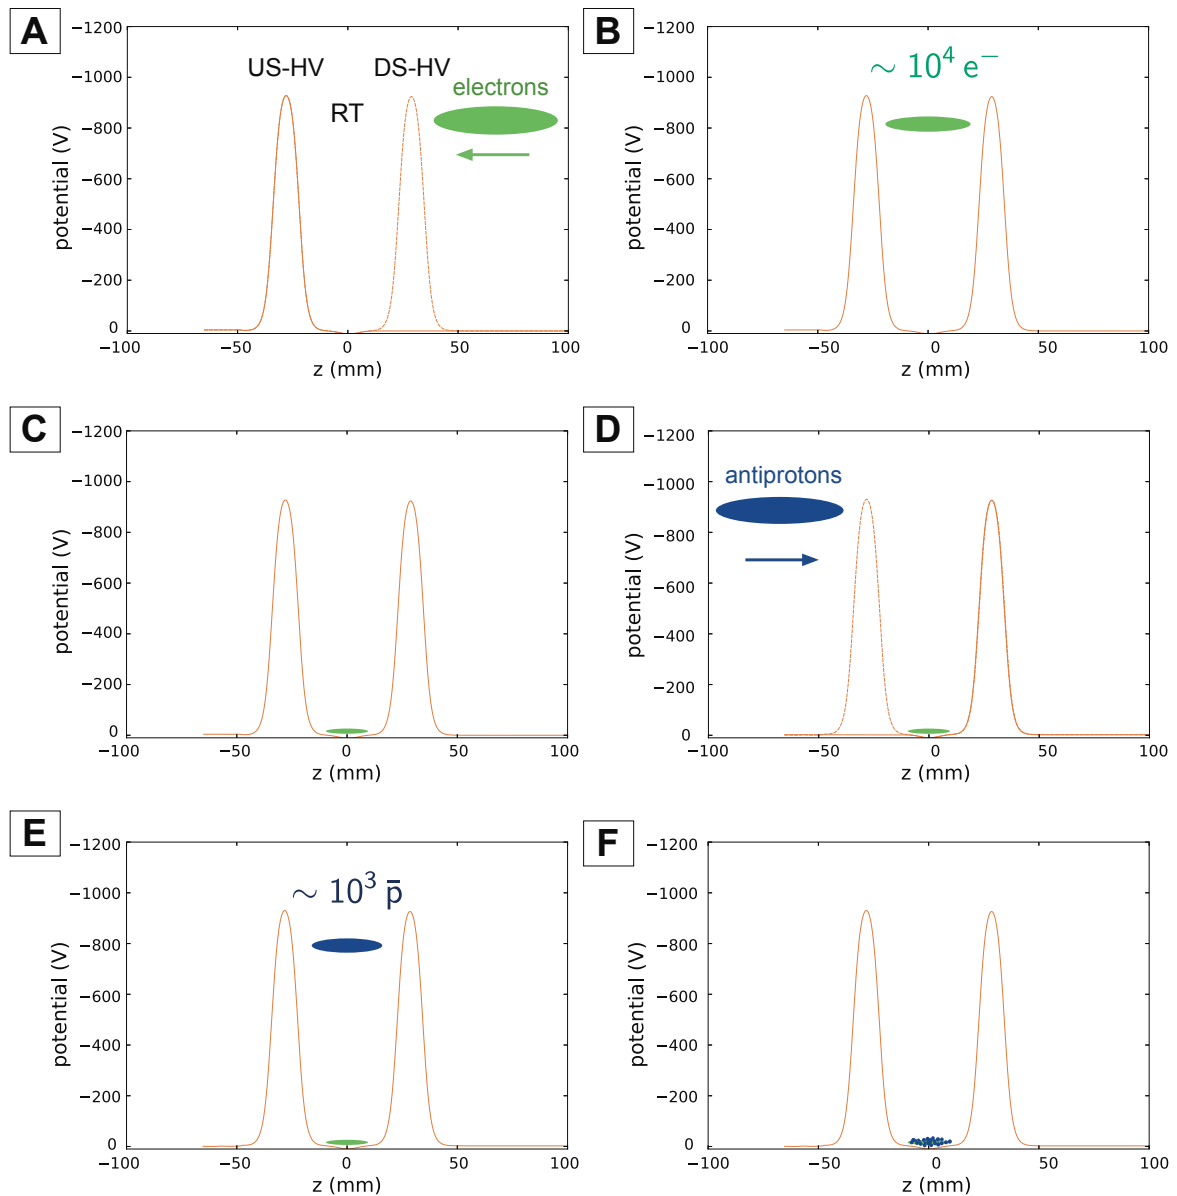 A
−1200
−1000
−800
−600
−400
−200
0
potential (V)
US-HV
DS-HV
RT
electrons
−100
−50
0
50
100
z (mm)
B
−1200
−1000
−800
−600
−400
−200
0
potential (V)
∼ 10⁴ e⁻
−100
−50
0
50
100
z (mm)
C
−1200
−1000
−800
−600
−400
−200
0
potential (V)
−100
−50
0
50
100
z (mm)
D
−1200
−1000
−800
−600
−400
−200
0
potential (V)
antiprotons
−100
−50
0
50
100
z (mm)
E
−1200
−1000
−800
−600
−400
−200
0
potential (V)
∼ 10³ p̄
−100
−50
0
50
100
z (mm)
F
−1200
−1000
−800
−600
−400
−200
0
potential (V)
−100
−50
0
50
100
z (mm)